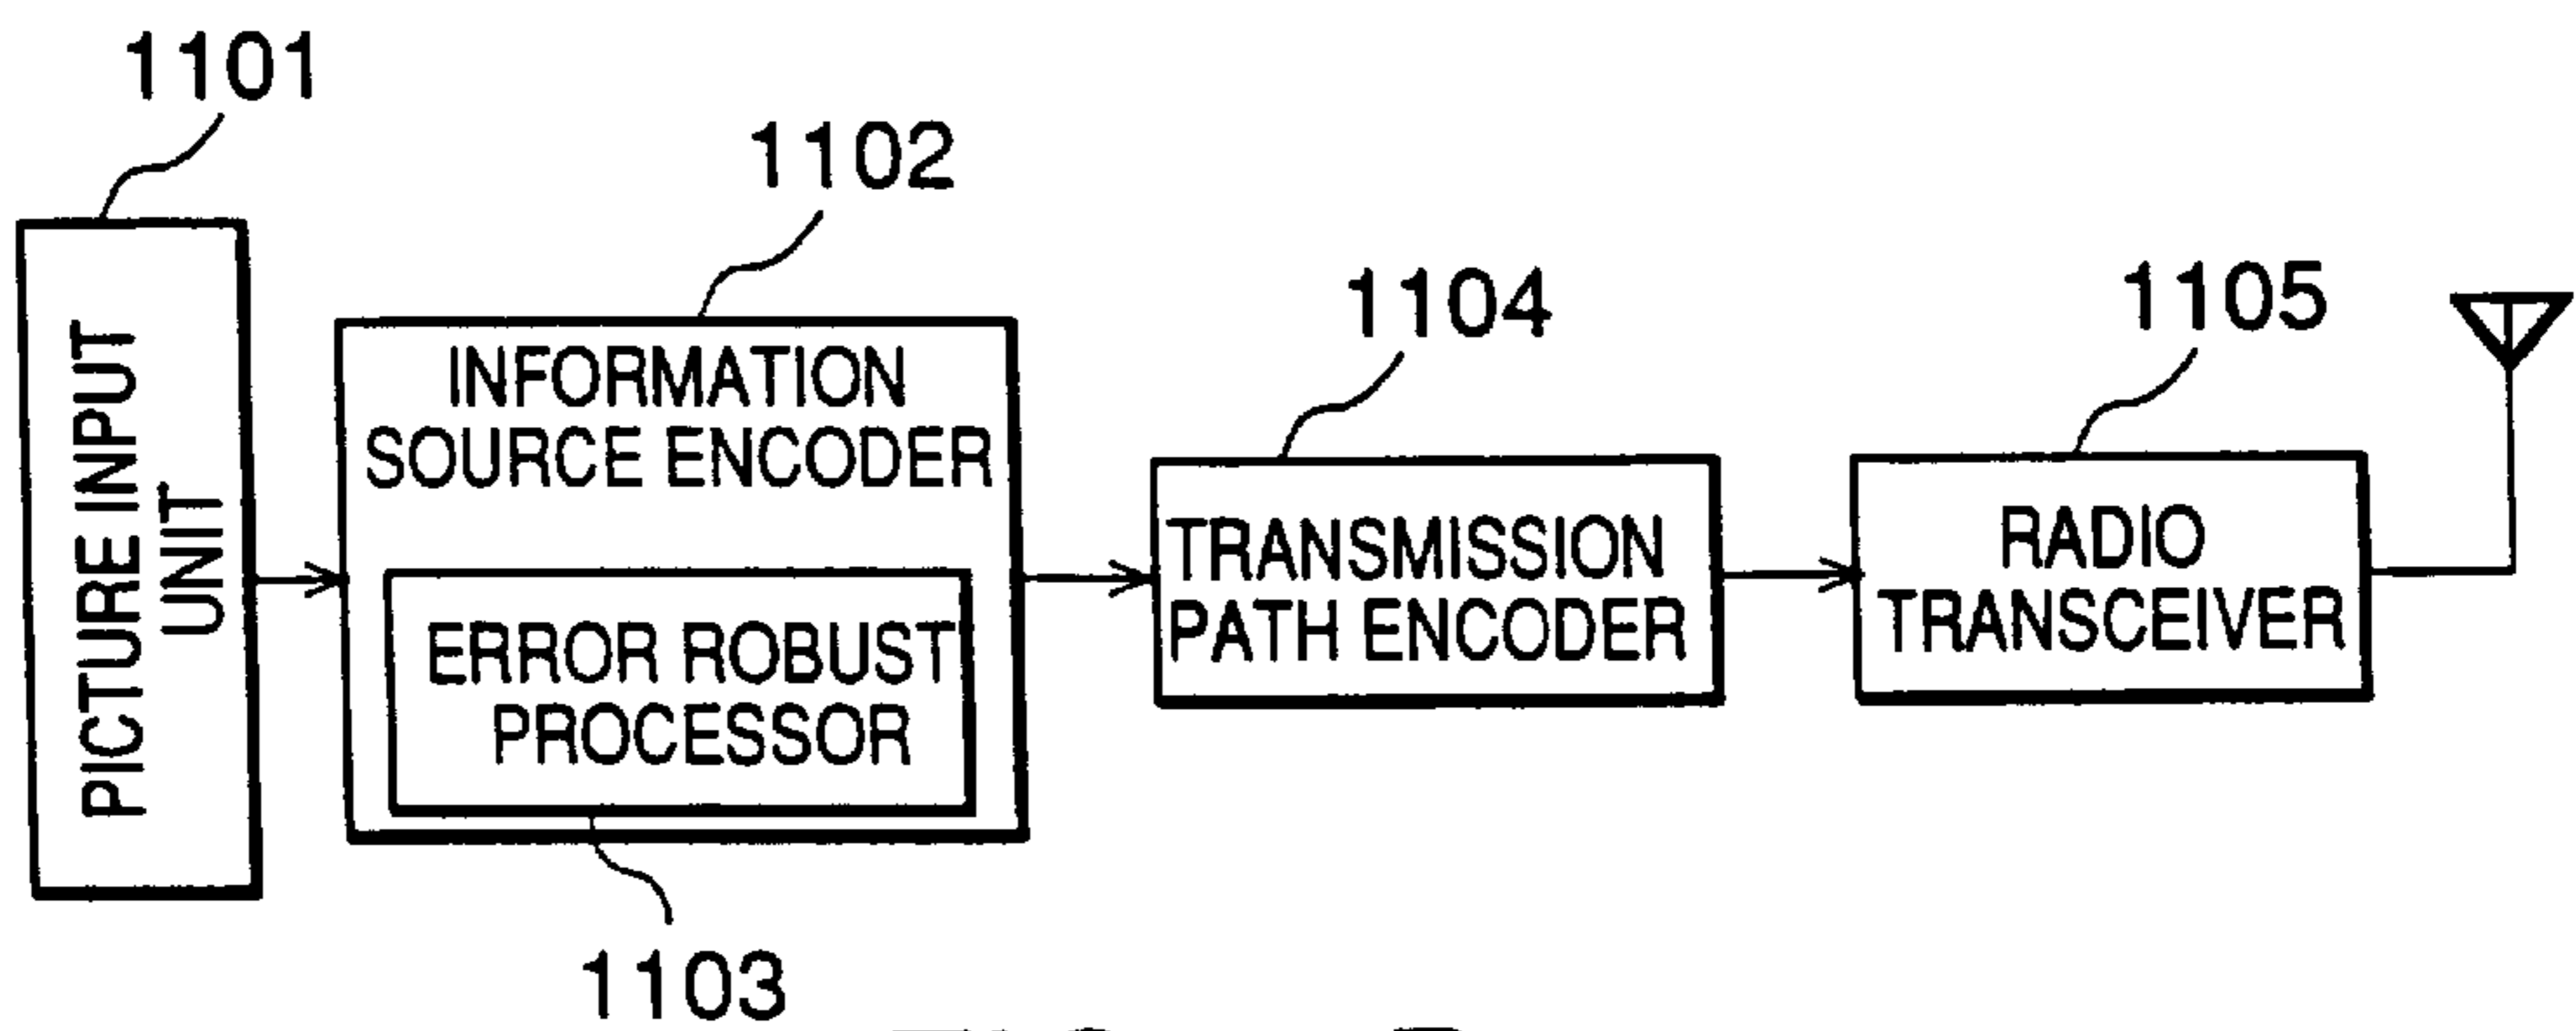 1101
1102
1104
1105
PICTURE INPUT
UNIT
INFORMATION
SOURCE ENCODER
ERROR ROBUST
PROCESSOR
TRANSMISSION
PATH ENCODER
RADIO
TRANSCEIVER
1103